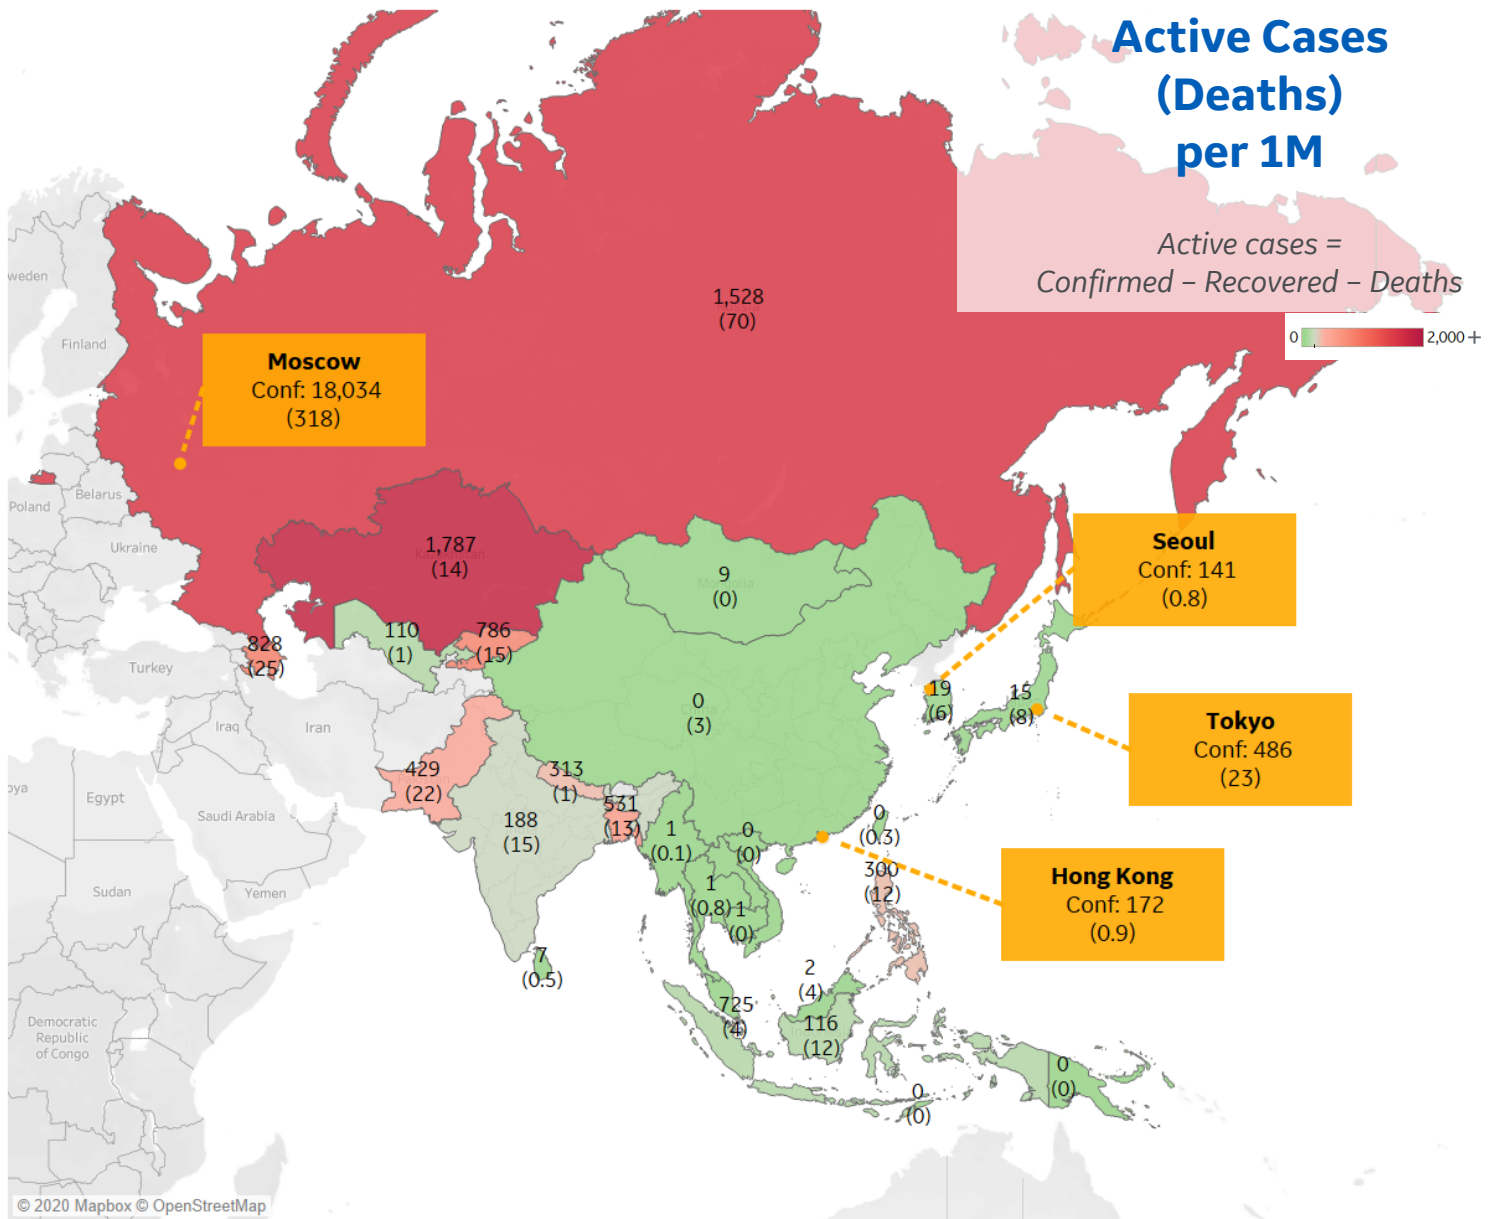 Active Cases
(Deaths)
per 1M
Active cases =
Confirmed – Recovered – Deaths
0
2,000 +
1,528
(70)
weden
Finland
Moscow
Conf: 18,034
(318)
Poland
Belarus
Ukraine
1,787
(14)
Seoul
Conf: 141
(0.8)
9
(0)
828
(25)
110
(1)
786
(15)
Turkey
19
(6)
15
(8)
0
(3)
Iraq
Iran
Tokyo
Conf: 486
(23)
429
(22)
313
(1)
531
(13)
oya
Egypt
Saudi Arabia
188
(15)
1
(0.1)
0
(0)
0
(0.3)
300
(12)
Hong Kong
Conf: 172
(0.9)
Sudan
Yemen
1
(0.8)
1
(0)
7
(0.5)
2
(4)
725
(4)
116
(12)
Democratic
Republic
of Congo
0
(0)
0
(0)
© 2020 Mapbox © OpenStreetMap